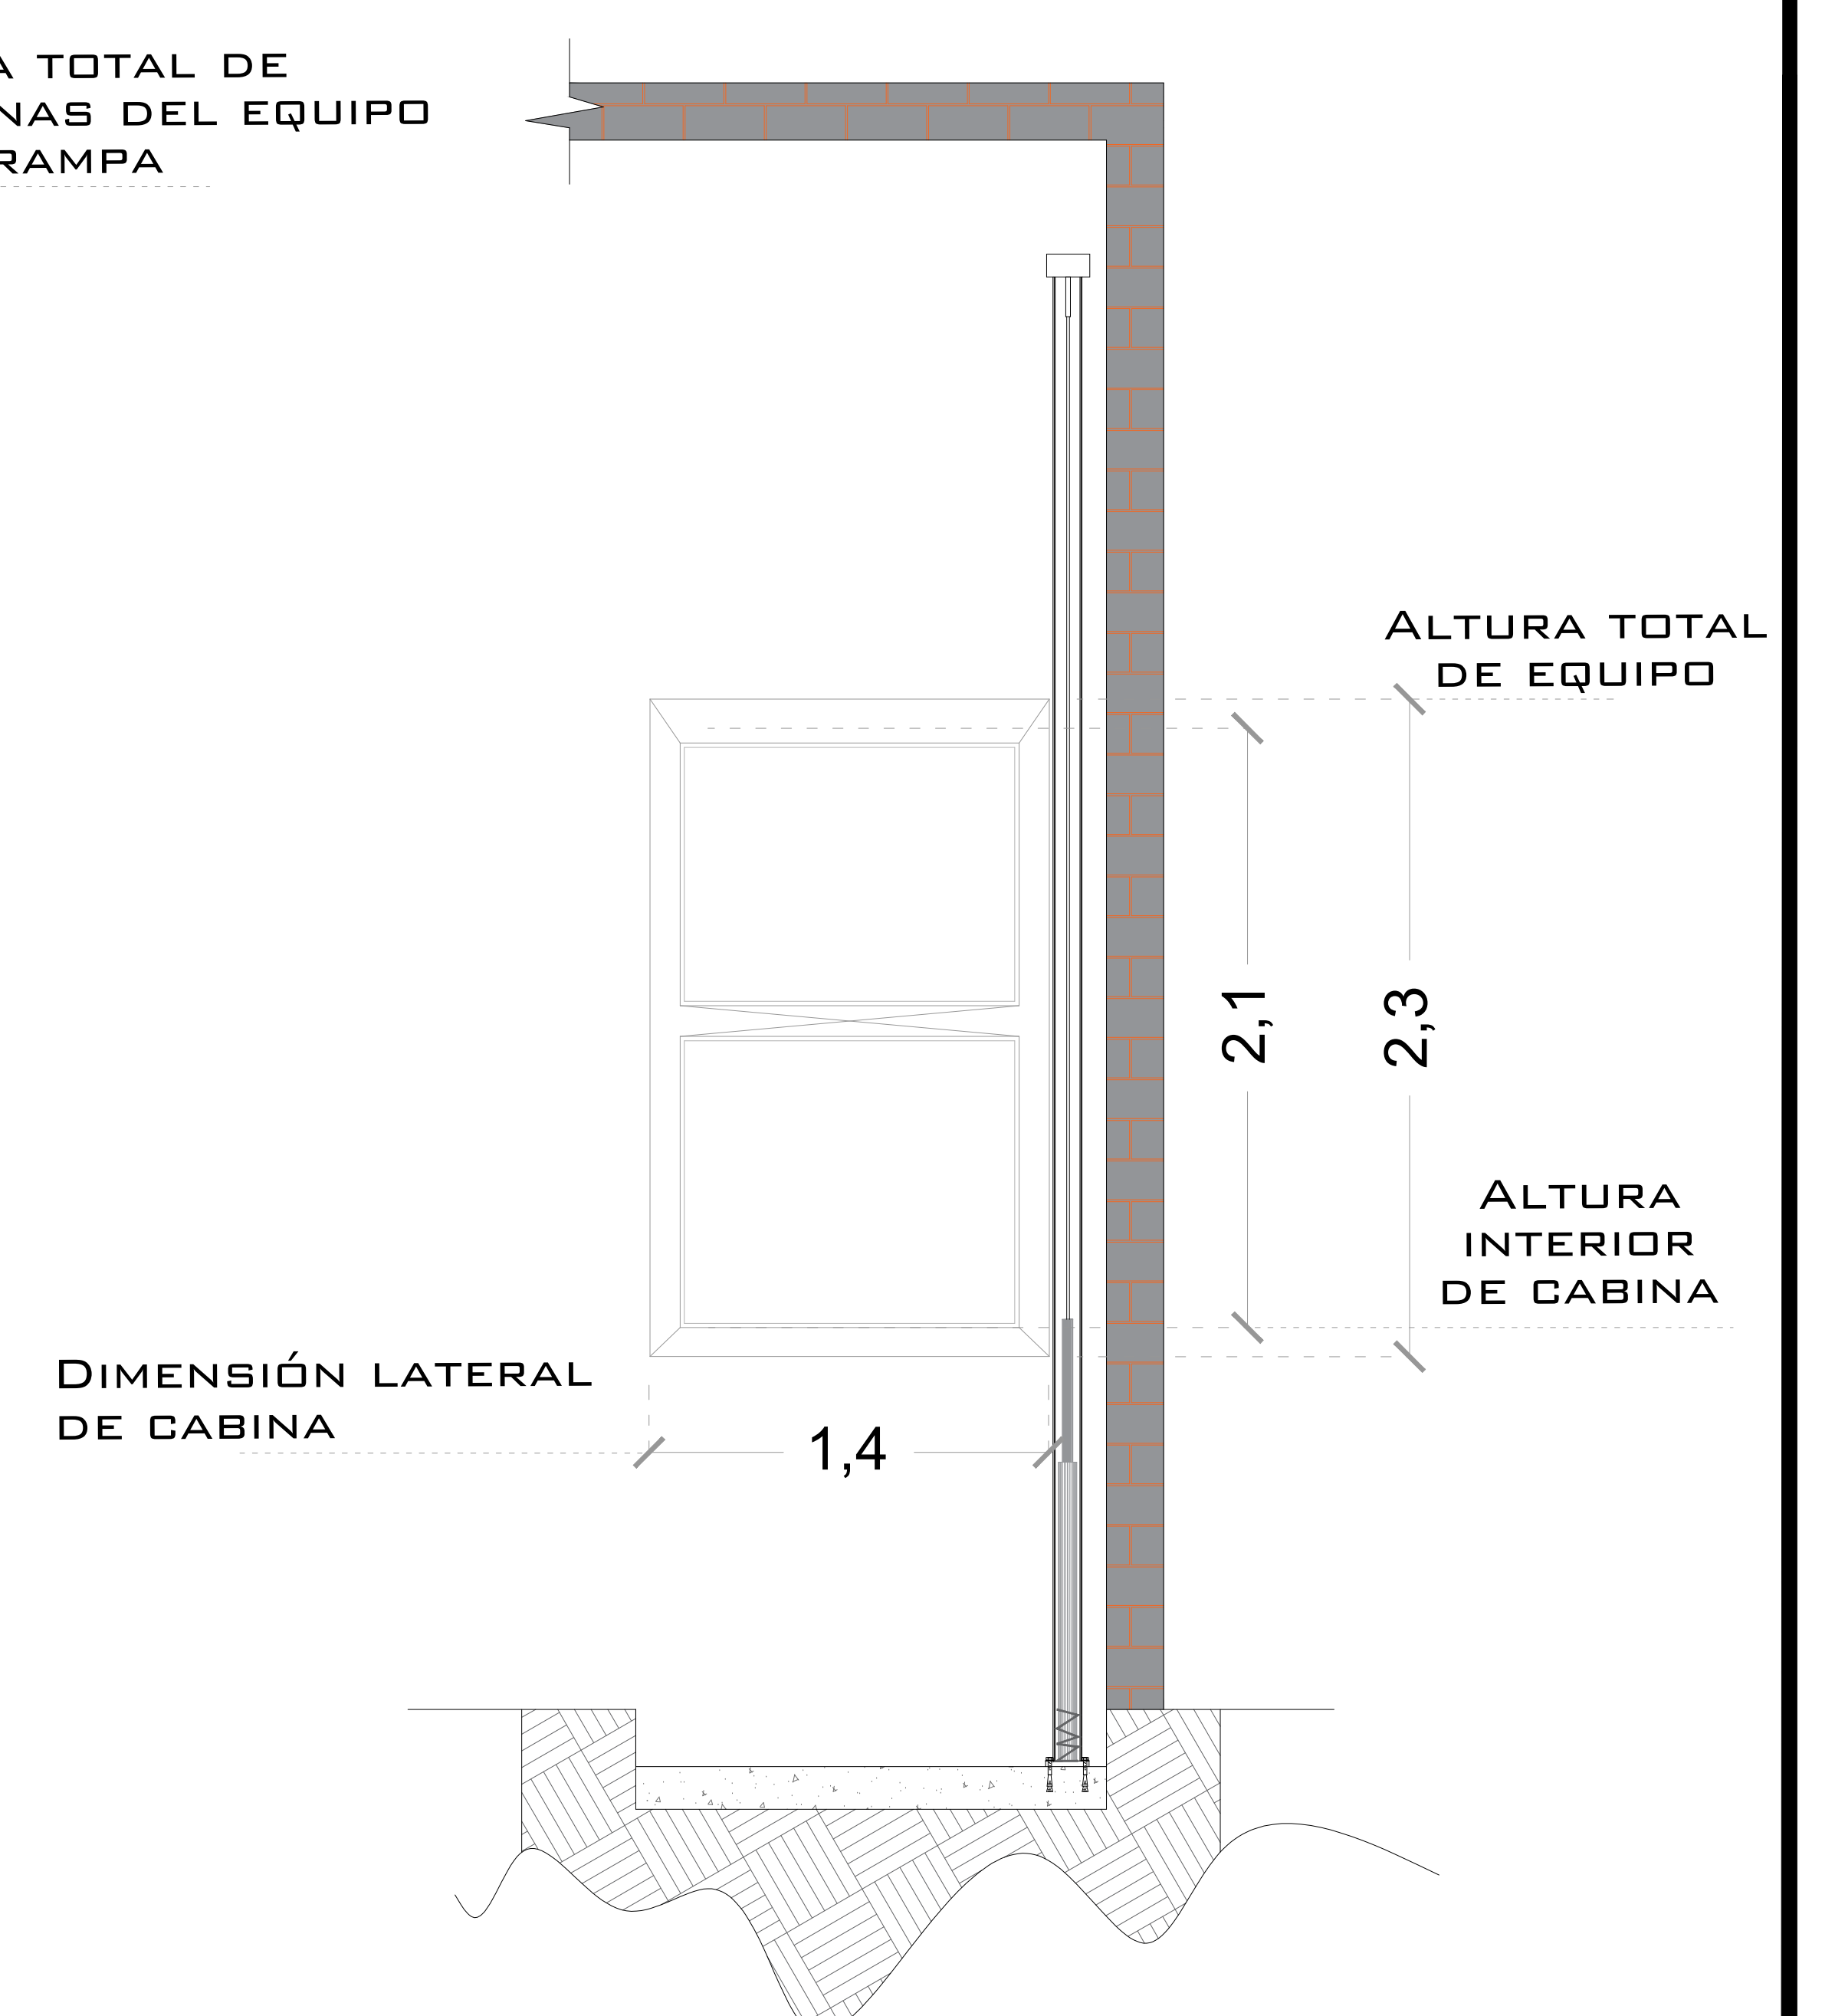 TOTAL DE
DEL EQUIPO
RAMPA
ALTURA TOTAL
DE EQUIPO
2,1
2,3
ALTURA
INTERIOR
DE CABINA
DIMENSIÓN LATERAL
DE CABINA
1,4